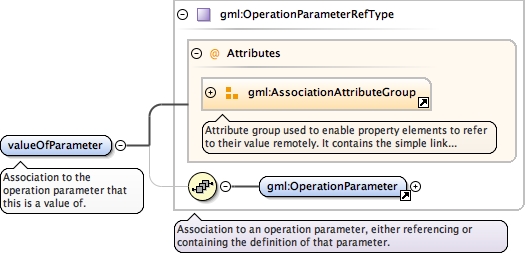 gml:OperationParameterRefType
@ Attributes
gml:AssociationAttributeGroup
Attribute group used to enable property elements to refer
to their value remotely. It contains the simple link...
valueOfParameter
Association to the
operation parameter that
this is a value of.
gml:OperationParameter
Association to an operation parameter, either referencing or
containing the definition of that parameter.